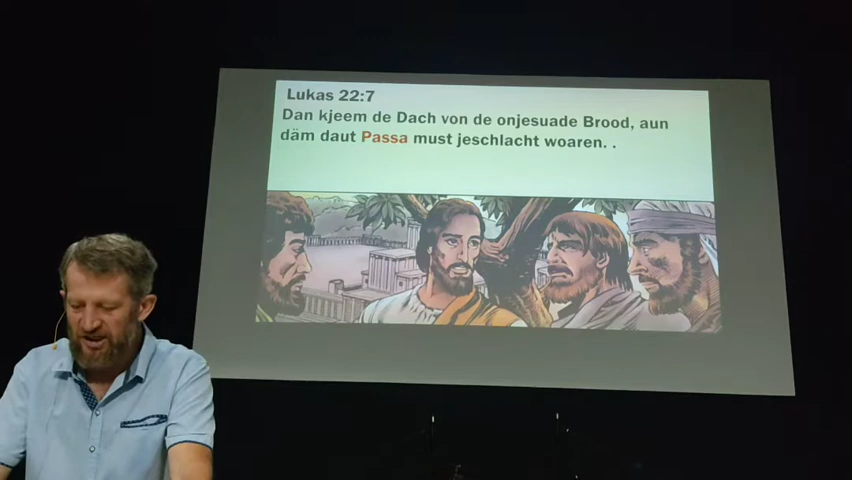 Lukas 22:7
Dan kjeem de Dach von de onjesuade Brood, aun
däm daut Passa must jeschlacht woaren. .